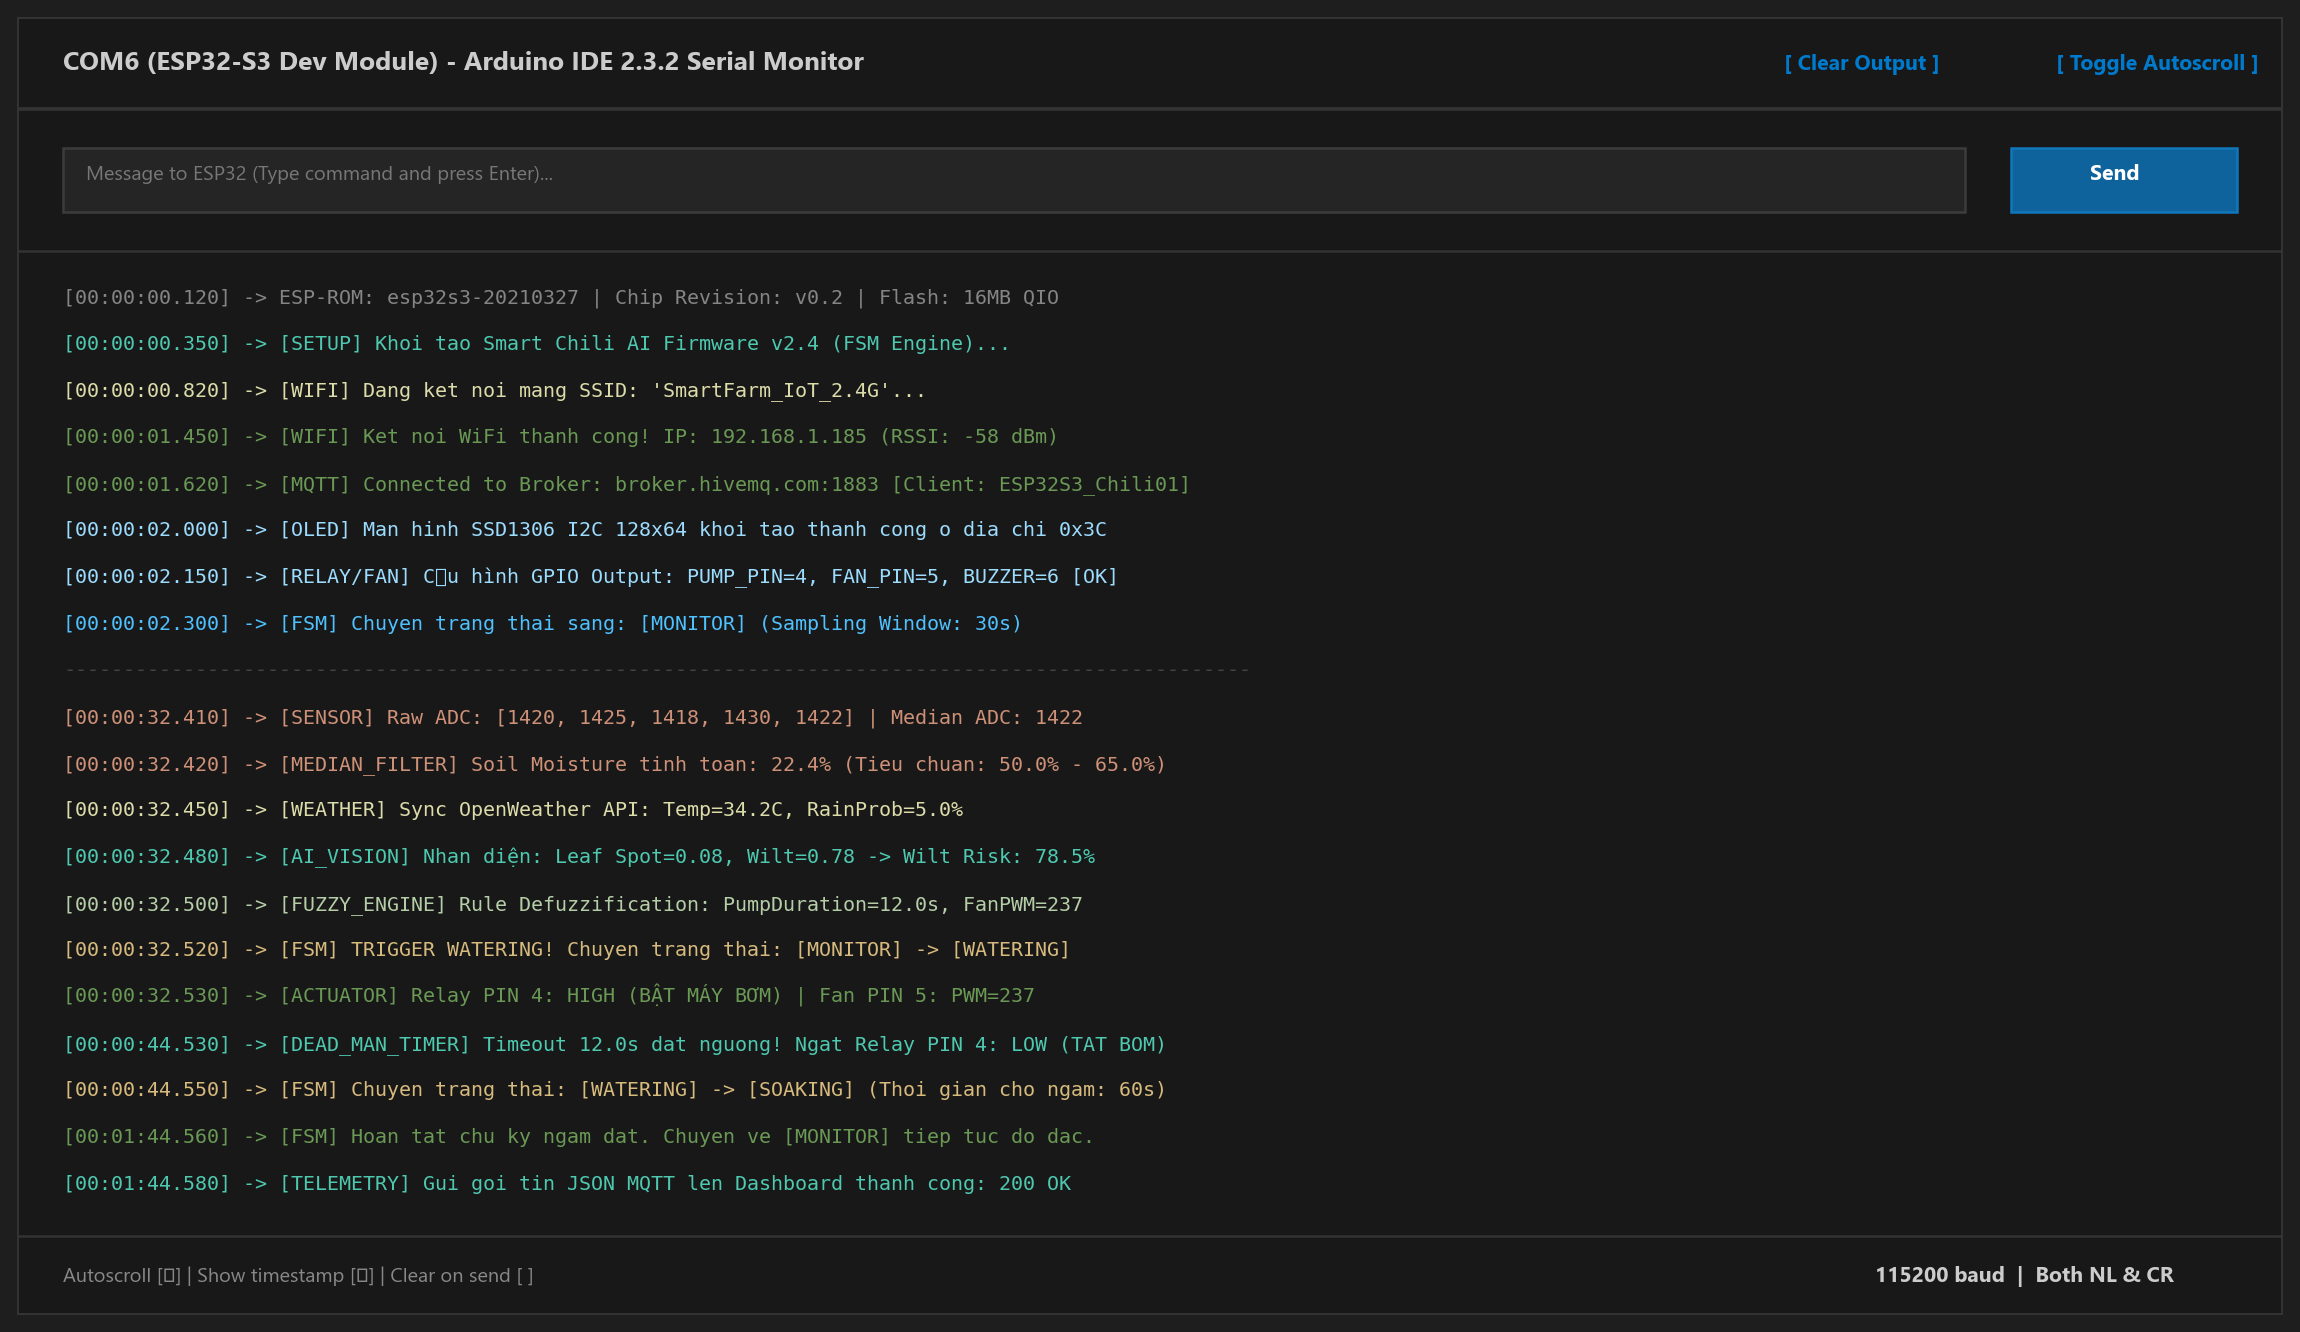 COM6 (ESP32-S3 Dev Module) - Arduino IDE 2.3.2 Serial Monitor
[ Clear Output ]
[ Toggle Autoscroll ]
Message to ESP32 (Type command and press Enter)...
Send
[00:00:00.120] -> ESP-ROM: esp32s3-20210327 | Chip Revision: v0.2 | Flash: 16MB QIO
[00:00:00.350] -> [SETUP] Khoi tao Smart Chili AI Firmware v2.4 (FSM Engine)...
[00:00:00.820] -> [WIFI] Dang ket noi mang SSID: 'SmartFarm_IoT_2.4G'...
[00:00:01.450] -> [WIFI] Ket noi WiFi thanh cong! IP: 192.168.1.185 (RSSI: -58 dBm)
[00:00:01.620] -> [MQTT] Connected to Broker: broker.hivemq.com:1883 [Client: ESP32S3_Chili01]
[00:00:02.000] -> [OLED] Man hinh SSD1306 I2C 128x64 khoi tao thanh cong o dia chi 0x3C
[00:00:02.150] -> [RELAY/FAN] C▯u hình GPIO Output: PUMP_PIN=4, FAN_PIN=5, BUZZER=6 [OK]
[00:00:02.300] -> [FSM] Chuyen trang thai sang: [MONITOR] (Sampling Window: 30s)
---------------------------------------------------------------------------------------------------
[00:00:32.410] -> [SENSOR] Raw ADC: [1420, 1425, 1418, 1430, 1422] | Median ADC: 1422
[00:00:32.420] -> [MEDIAN_FILTER] Soil Moisture tinh toan: 22.4% (Tieu chuan: 50.0% - 65.0%)
[00:00:32.450] -> [WEATHER] Sync OpenWeather API: Temp=34.2C, RainProb=5.0%
[00:00:32.480] -> [AI_VISION] Nhan diện: Leaf Spot=0.08, Wilt=0.78 -> Wilt Risk: 78.5%
[00:00:32.500] -> [FUZZY_ENGINE] Rule Defuzzification: PumpDuration=12.0s, FanPWM=237
[00:00:32.520] -> [FSM] TRIGGER WATERING! Chuyen trang thai: [MONITOR] -> [WATERING]
[00:00:32.530] -> [ACTUATOR] Relay PIN 4: HIGH (BẬT MÁY BƠM) | Fan PIN 5: PWM=237
[00:00:44.530] -> [DEAD_MAN_TIMER] Timeout 12.0s dat nguong! Ngat Relay PIN 4: LOW (TAT BOM)
[00:00:44.550] -> [FSM] Chuyen trang thai: [WATERING] -> [SOAKING] (Thoi gian cho ngam: 60s)
[00:01:44.560] -> [FSM] Hoan tat chu ky ngam dat. Chuyen ve [MONITOR] tiep tuc do dac.
[00:01:44.580] -> [TELEMETRY] Gui goi tin JSON MQTT len Dashboard thanh cong: 200 OK
Autoscroll [▯] | Show timestamp [▯] | Clear on send [ ]
115200 baud | Both NL & CR